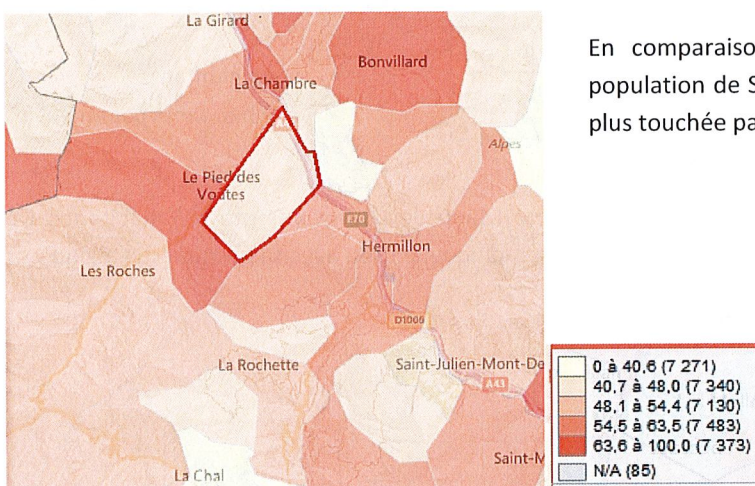 La Girard
En comparaiso
population de S
plus touchée pa
Bonvillard
La Chambre
Alpes
Le Pied des
Voutes
E70
Hermillon
Les Roches
D1006
La Rochette
Saint-Julien-Mont-De
A43
Saint-M
La Chal
0 à 40,6 (7 271)
40,7 à 48,0 (7 340)
48,1 à 54,4 (7 130)
54,5 à 63,5 (7 483)
63,6 à 100,0 (7 373)
N/A (85)